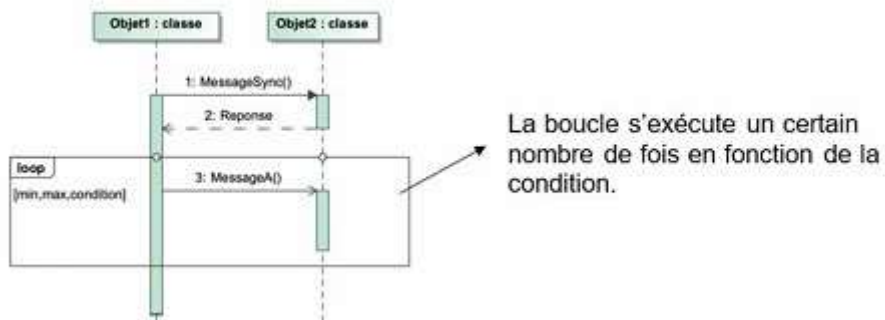 Objet1 : classe
Objet2 : classe
1: MessageSync()
2: Reponse
loop
[min,max,condition]
3: MessageA()
La boucle s’exécute un certain
nombre de fois en fonction de la
condition.